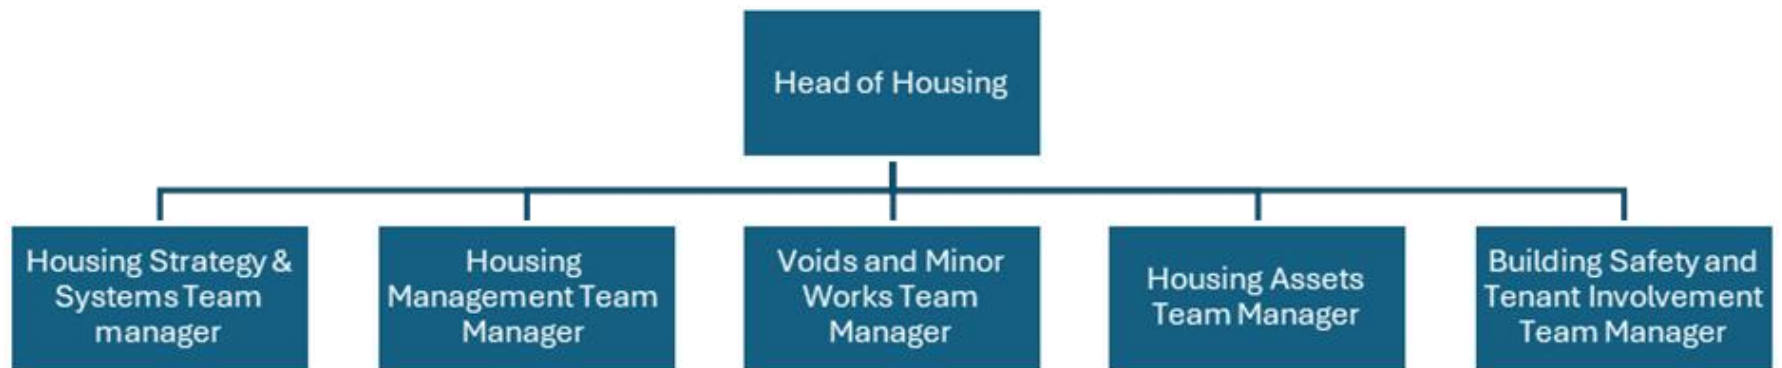 Head of Housing
Housing Strategy &
Systems Team
manager
Housing
Management Team
Manager
Voids and Minor
Works Team
Manager
Housing Assets
Team Manager
Building Safety and
Tenant Involvement
Team Manager